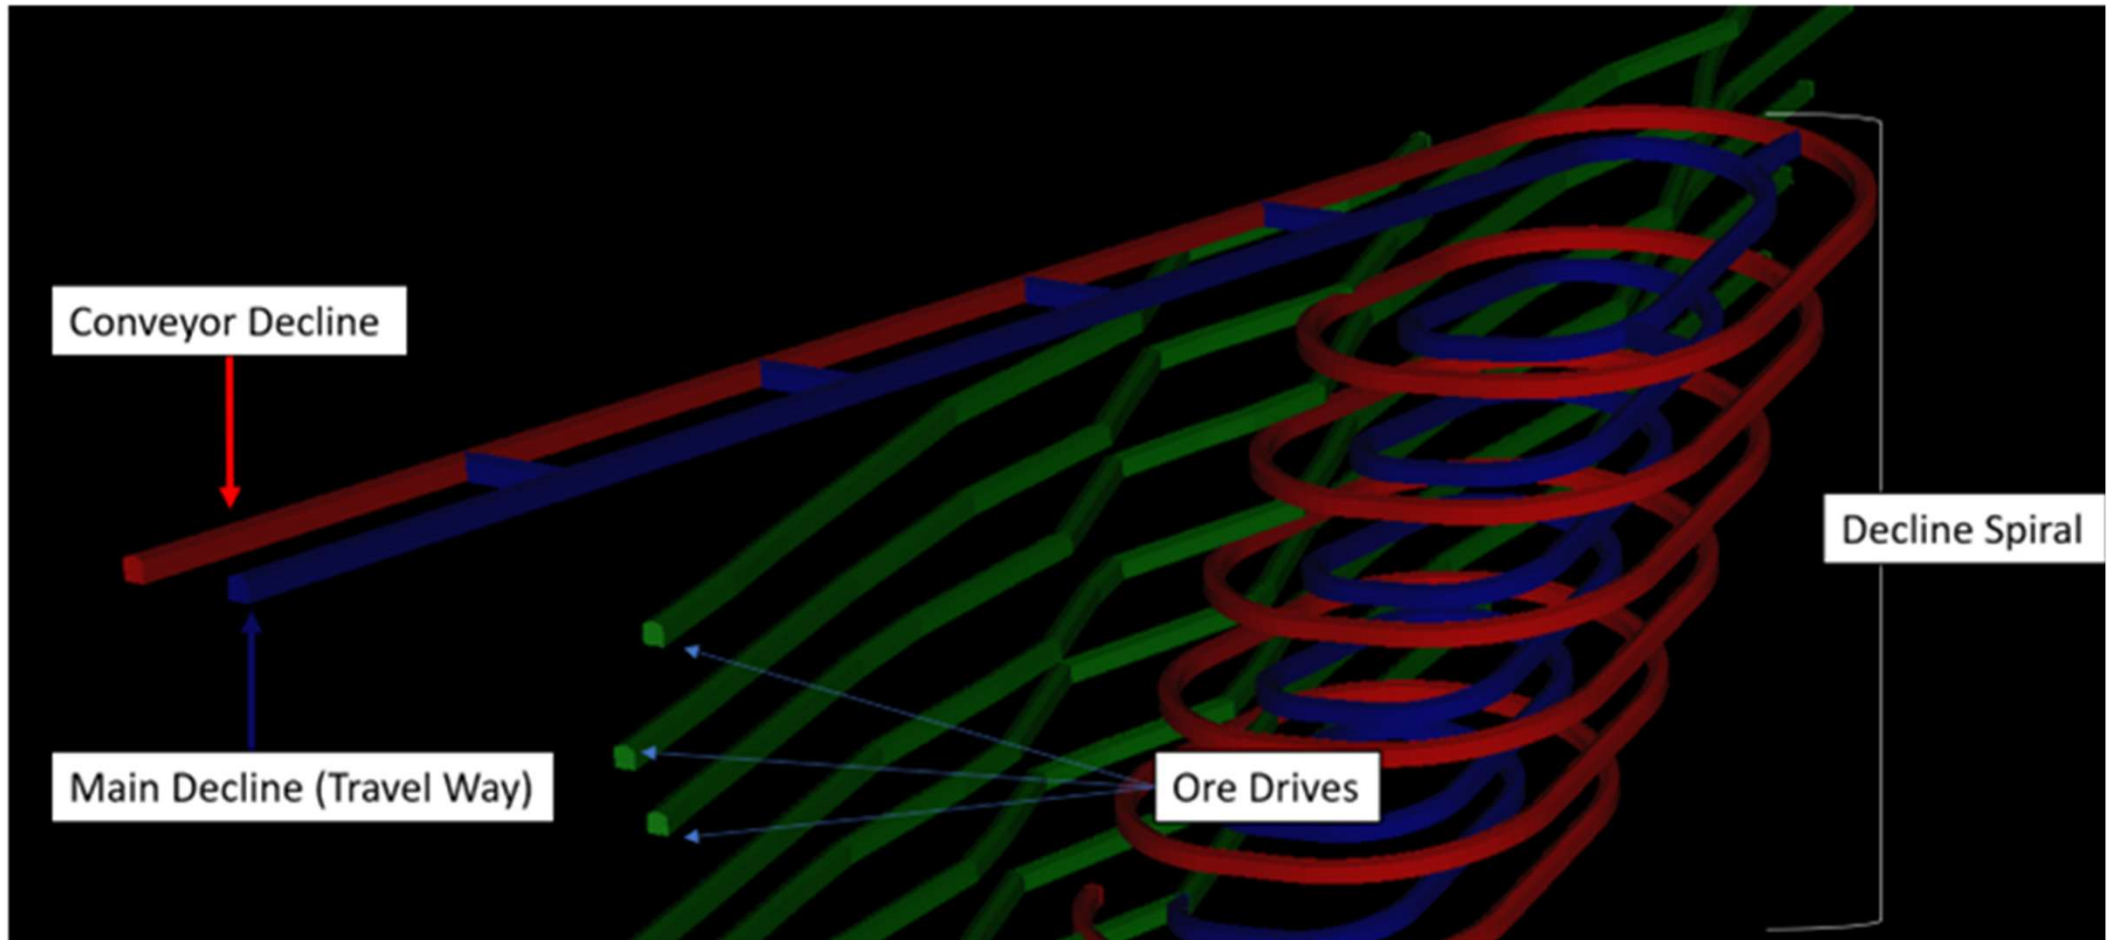 Conveyor Decline
Decline Spiral
Main Decline (Travel Way)
Ore Drives